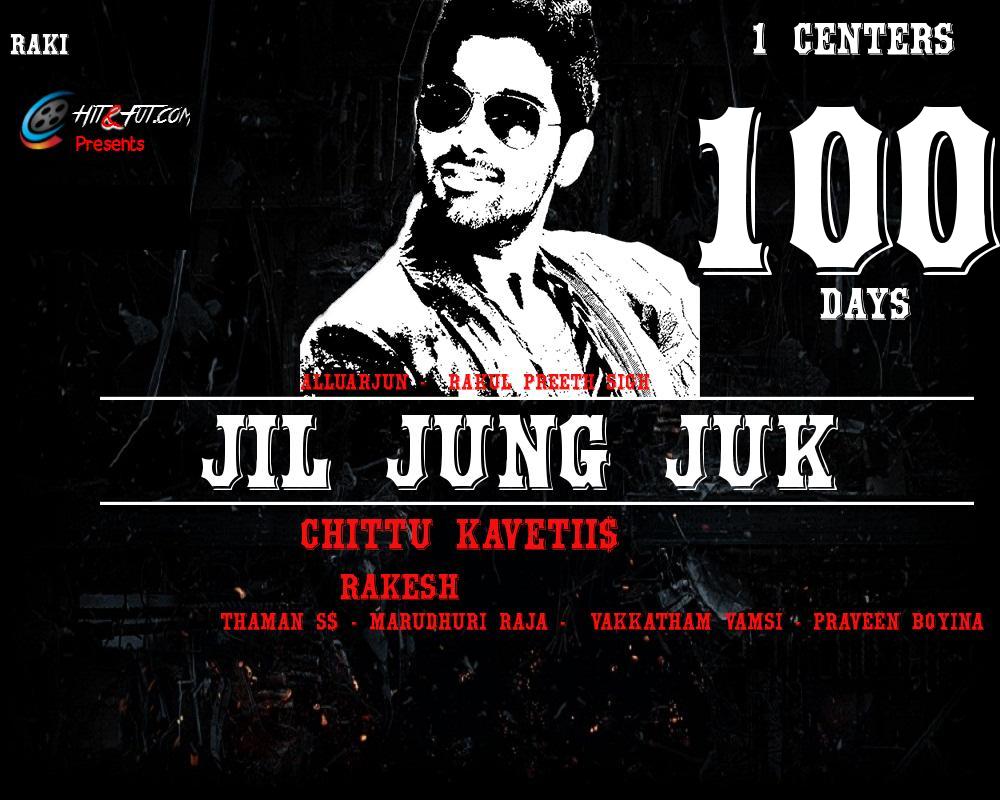 RAKI
1 CENTERS
HIT&FUT.COM
Presents
100
DAYS
ALLUARJUN - RAKUL PREETH SIGH
JIL JUNG JUK
CHITTU KAVETII$
RAKESH
THAMAN S$ - MARUDHURI RAJA - VAKKATHAM VAMSI - PRAVEEN BOYINA